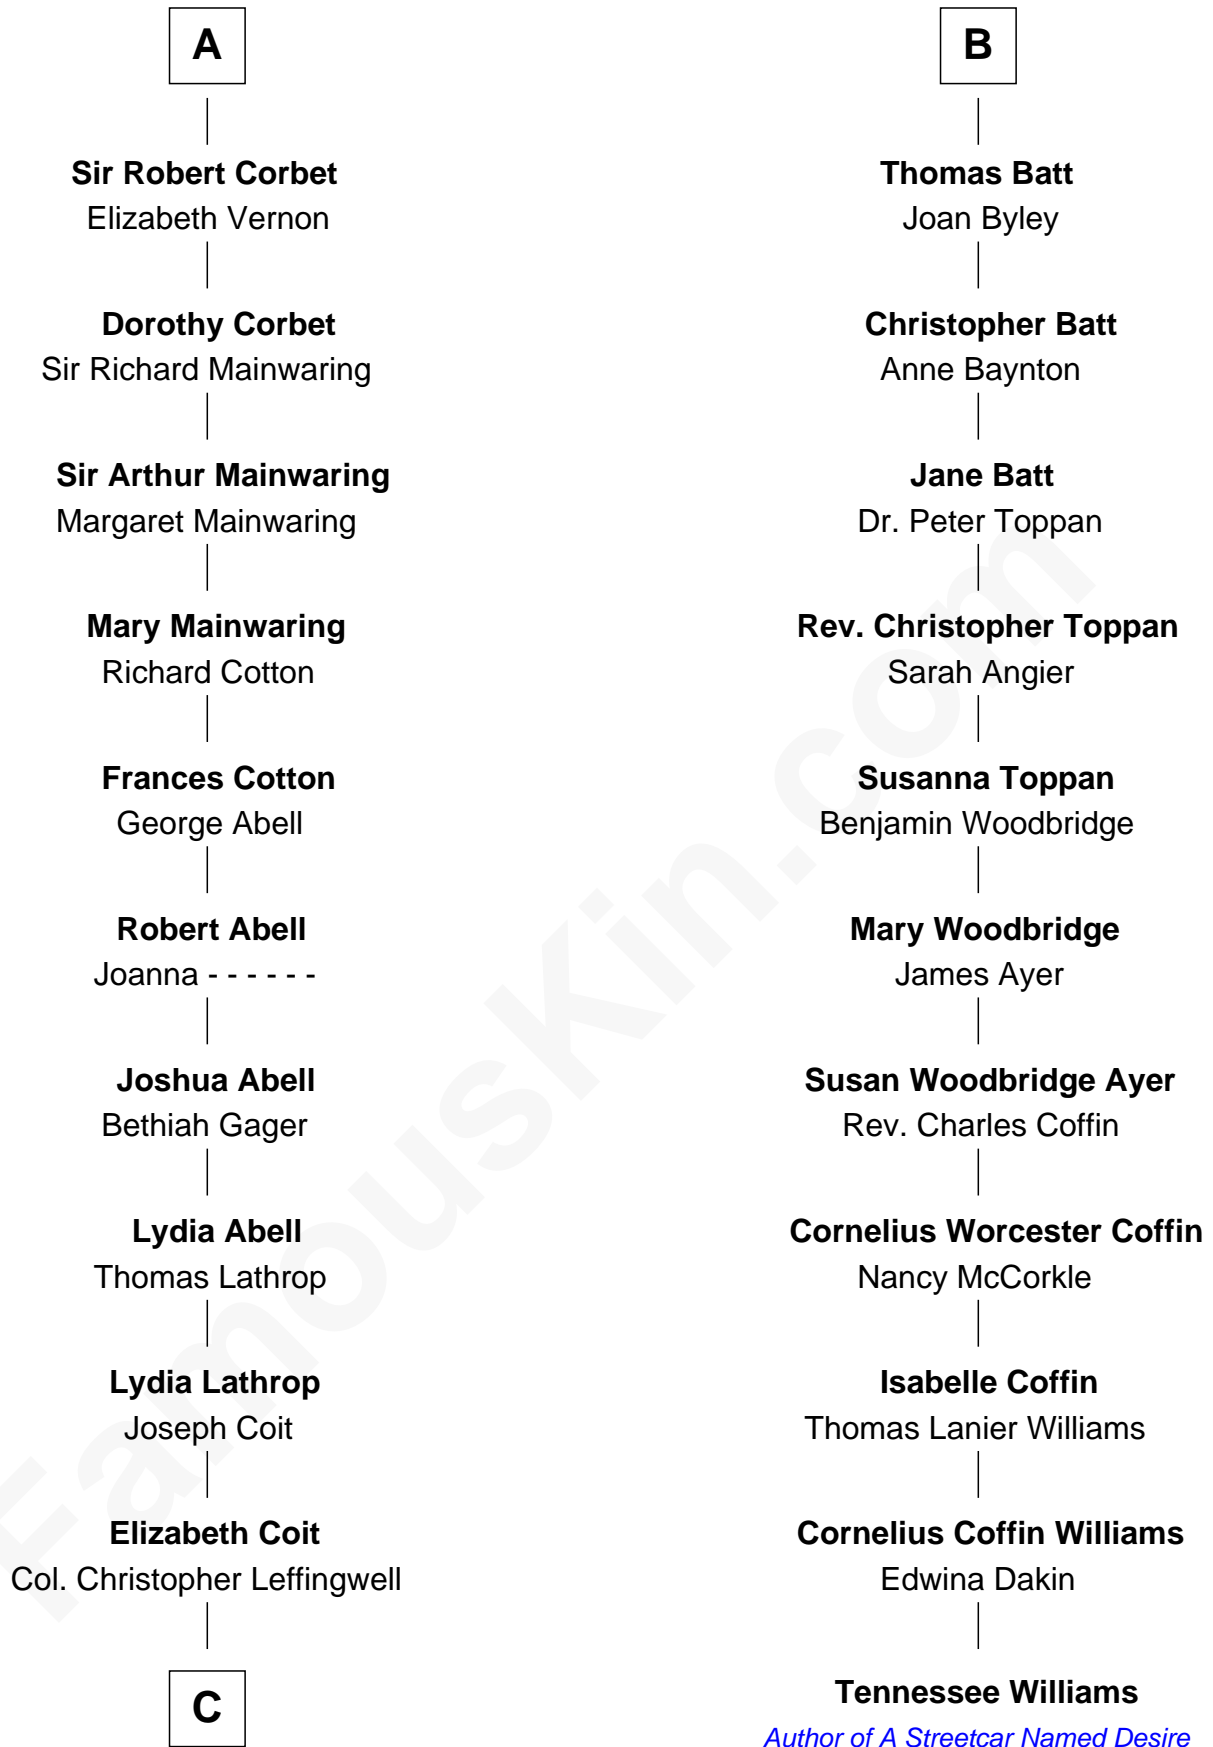 A
Sir Robert Corbet
Elizabeth Vernon
Dorothy Corbet
Sir Richard Mainwaring
Sir Arthur Mainwaring
Margaret Mainwaring
Mary Mainwaring
Richard Cotton
Frances Cotton
George Abell
Robert Abell
Joanna - - - - - -
Joshua Abell
Bethiah Gager
Lydia Abell
Thomas Lathrop
Lydia Lathrop
Joseph Coit
Elizabeth Coit
Col. Christopher Leffingwell
C
B
Thomas Batt
Joan Byley
Christopher Batt
Anne Baynton
Jane Batt
Dr. Peter Toppan
Rev. Christopher Toppan
Sarah Angier
Susanna Toppan
Benjamin Woodbridge
Mary Woodbridge
James Ayer
Susan Woodbridge Ayer
Rev. Charles Coffin
Cornelius Worcester Coffin
Nancy McCorkle
Isabelle Coffin
Thomas Lanier Williams
Cornelius Coffin Williams
Edwina Dakin
Tennessee Williams
Author of A Streetcar Named Desire
FamousKin.com